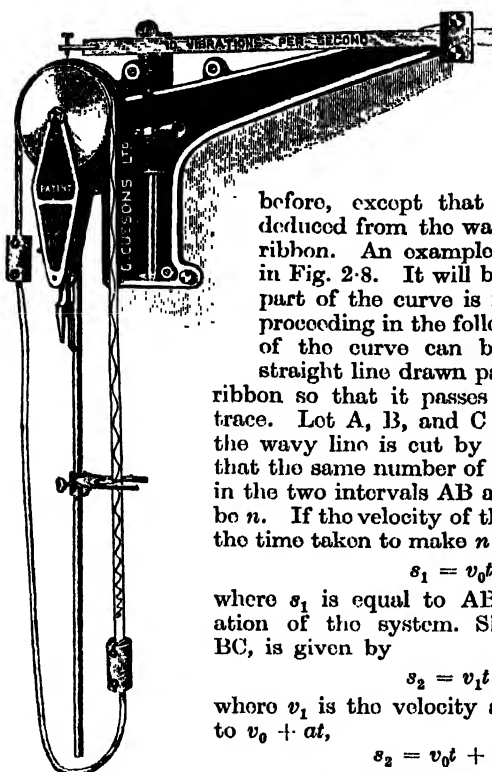 10 VIBRATIONS PER SECOND
PATENT
G. CUSSONS LTD
before, except that
deduced from the wa
ribbon. An example
in Fig. 2·8. It will b
part of the curve is
proceeding in the follo
of the curve can b
straight line drawn pa
ribbon so that it passes
trace. Let A, B, and C
the wavy line is cut by
that the same number of
in the two intervals AB a
be n. If the velocity of th
the time taken to make n
s₁ = v₀t
where s₁ is equal to AB
ation of the system. Si
BC, is given by
s₂ = v₁t
where v₁ is the velocity a
to v₀ + at,
s₂ = v₀t +